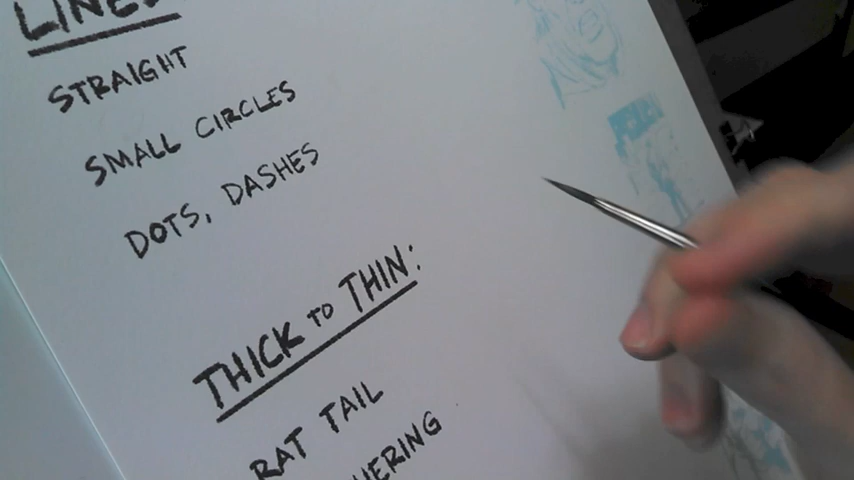 STRAIGHT
SMALL CIRCLES
DOTS, DASHES
THICK TO THIN:
RAT TAIL